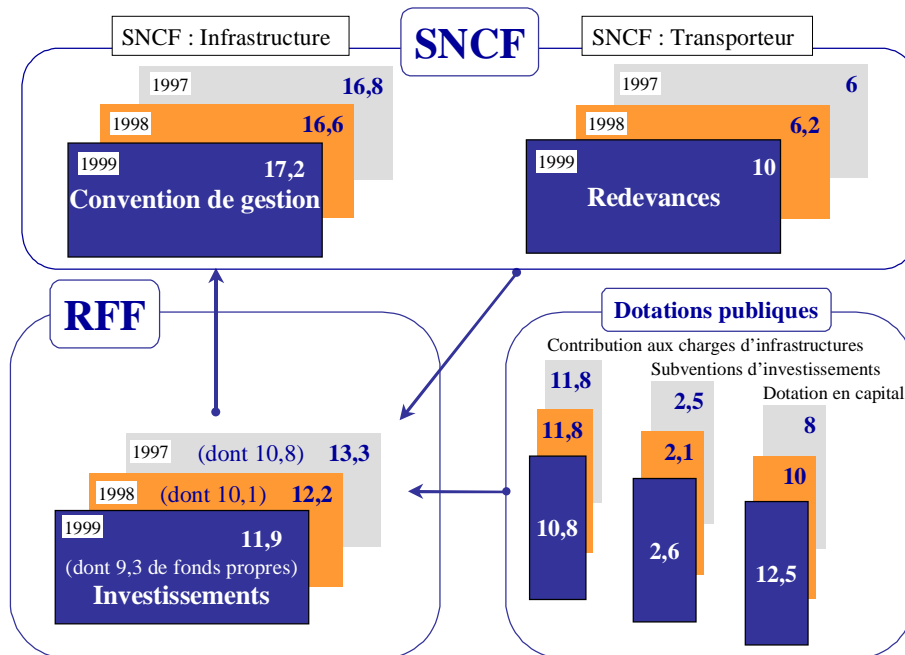 SNCF : Infrastructure
SNCF
SNCF : Transporteur
1997
16,8
1998
16,6
1999
17,2
Convention de gestion
1997
6
1998
6,2
1999
10
Redevances
RFF
1997
(dont 10,8)
13,3
1998
(dont 10,1)
12,2
1999
11,9
(dont 9,3 de fonds propres)
Investissements
Dotations publiques
Contribution aux charges d’infrastructures
Subventions d’investissements
Dotation en capital
11,8
11,8
10,8
2,5
2,1
2,6
8
10
12,5